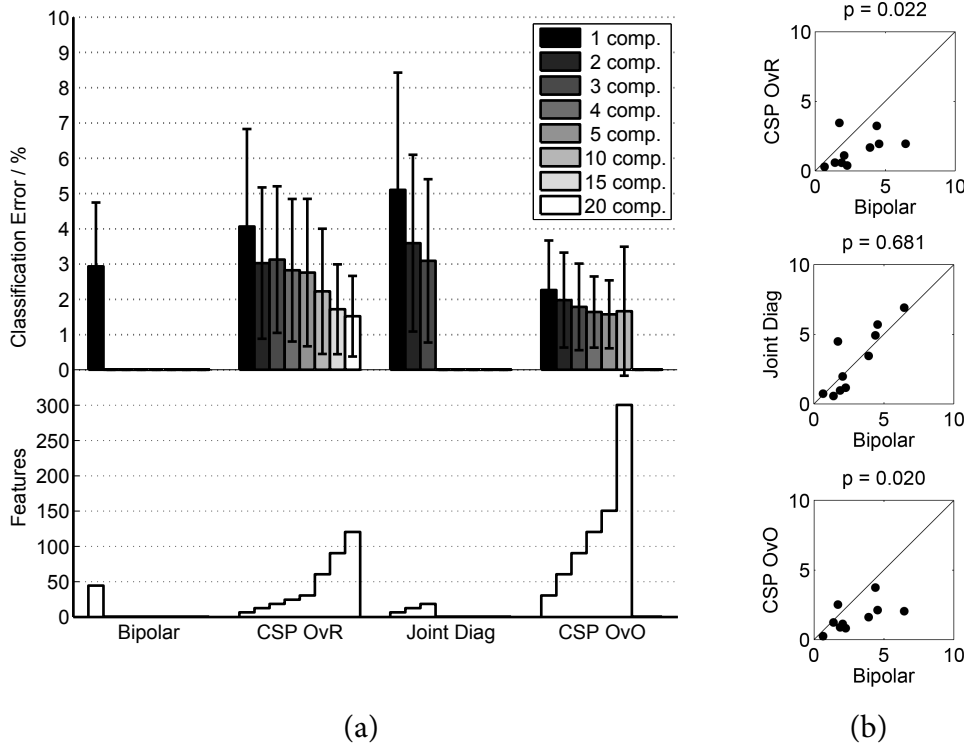 10
9
8
7
6
5
4
3
2
1
0
Classification Error / %
1 comp.
2 comp.
3 comp.
4 comp.
5 comp.
10 comp.
15 comp.
20 comp.
300
250
200
150
100
50
0
Features
Bipolar CSP OvR Joint Diag CSP OvO
(a)
p = 0.022
10
5
0
CSP OvR
0 5 10
Bipolar
p = 0.681
10
5
0
Joint Diag
0 5 10
Bipolar
p = 0.020
10
5
0
CSP OvO
0 5 10
Bipolar
(b)